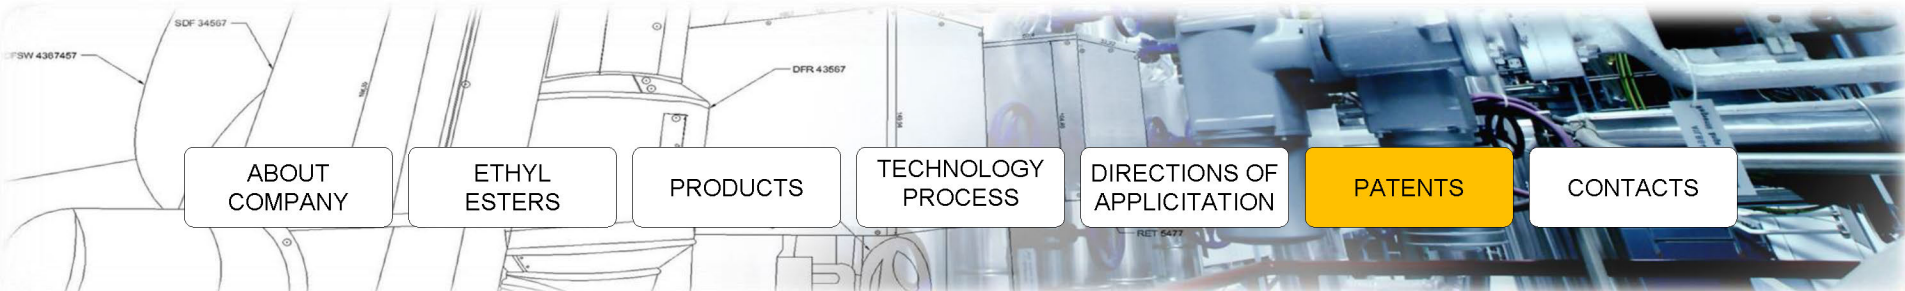 SDF 34567
FSW 4367457
DFR 43567
ABOUT
COMPANY
ETHYL
ESTERS
PRODUCTS
TECHNOLOGY
PROCESS
DIRECTIONS OF
APPLICITATION
PATENTS
CONTACTS
RET 5477